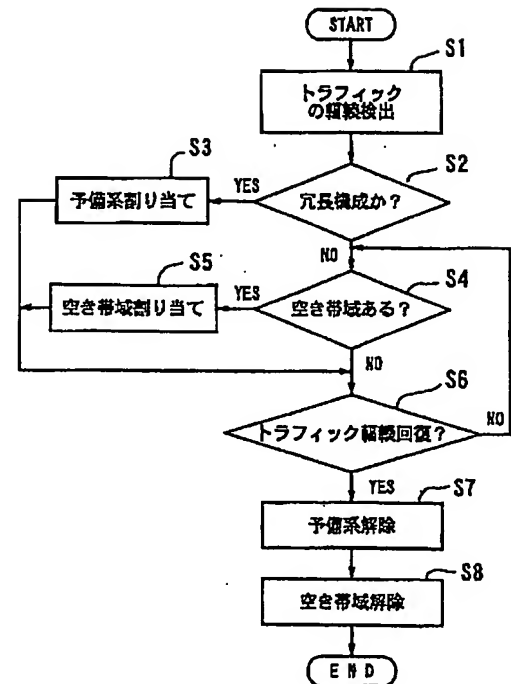 START
S1
トラフィック
の輻輳検出
S2
冗長構成か？
YES
S3
予備系割り当て
NO
S4
空き帯域ある？
YES
S5
空き帯域割り当て
NO
S6
トラフィック輻輳回復？
NO
YES
S7
予備系解除
S8
空き帯域解除
END